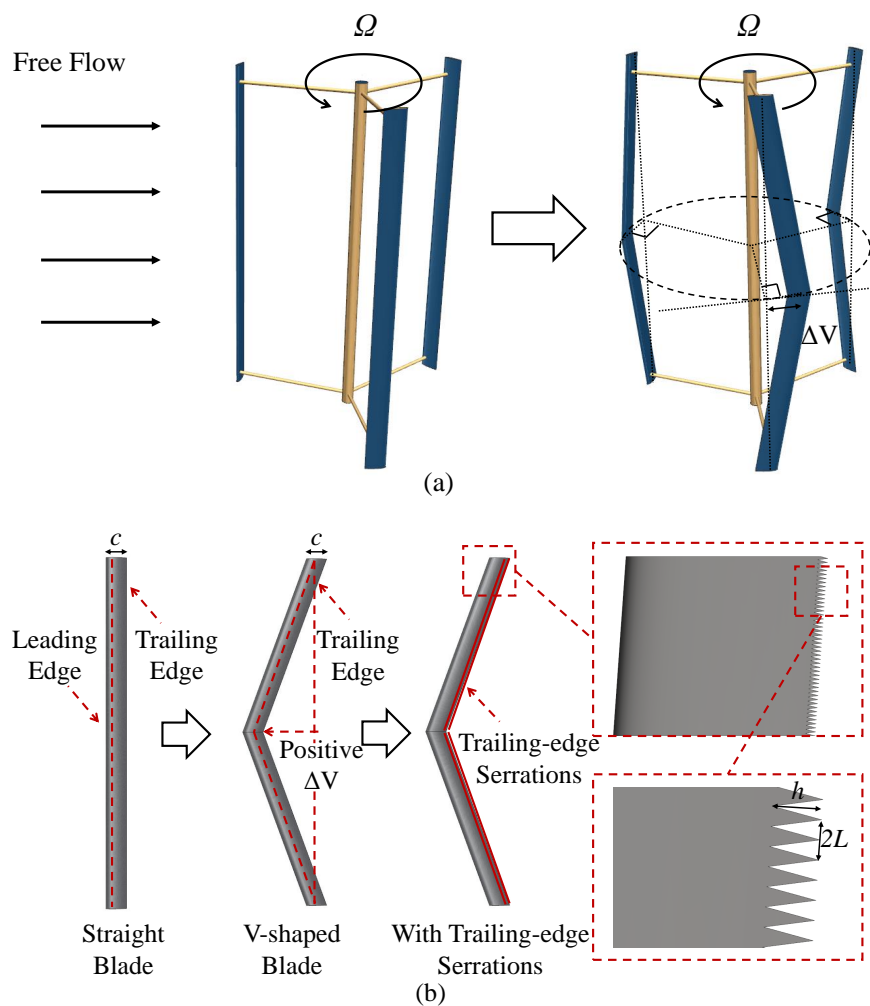 Ω
Ω
Free Flow
ΔV
(a)
c
c
Leading
Edge
Trailing
Edge
Trailing
Edge
Positive
ΔV
Trailing-edge
Serrations
h
2L
Straight
Blade
V-shaped
Blade
With Trailing-edge
Serrations
(b)